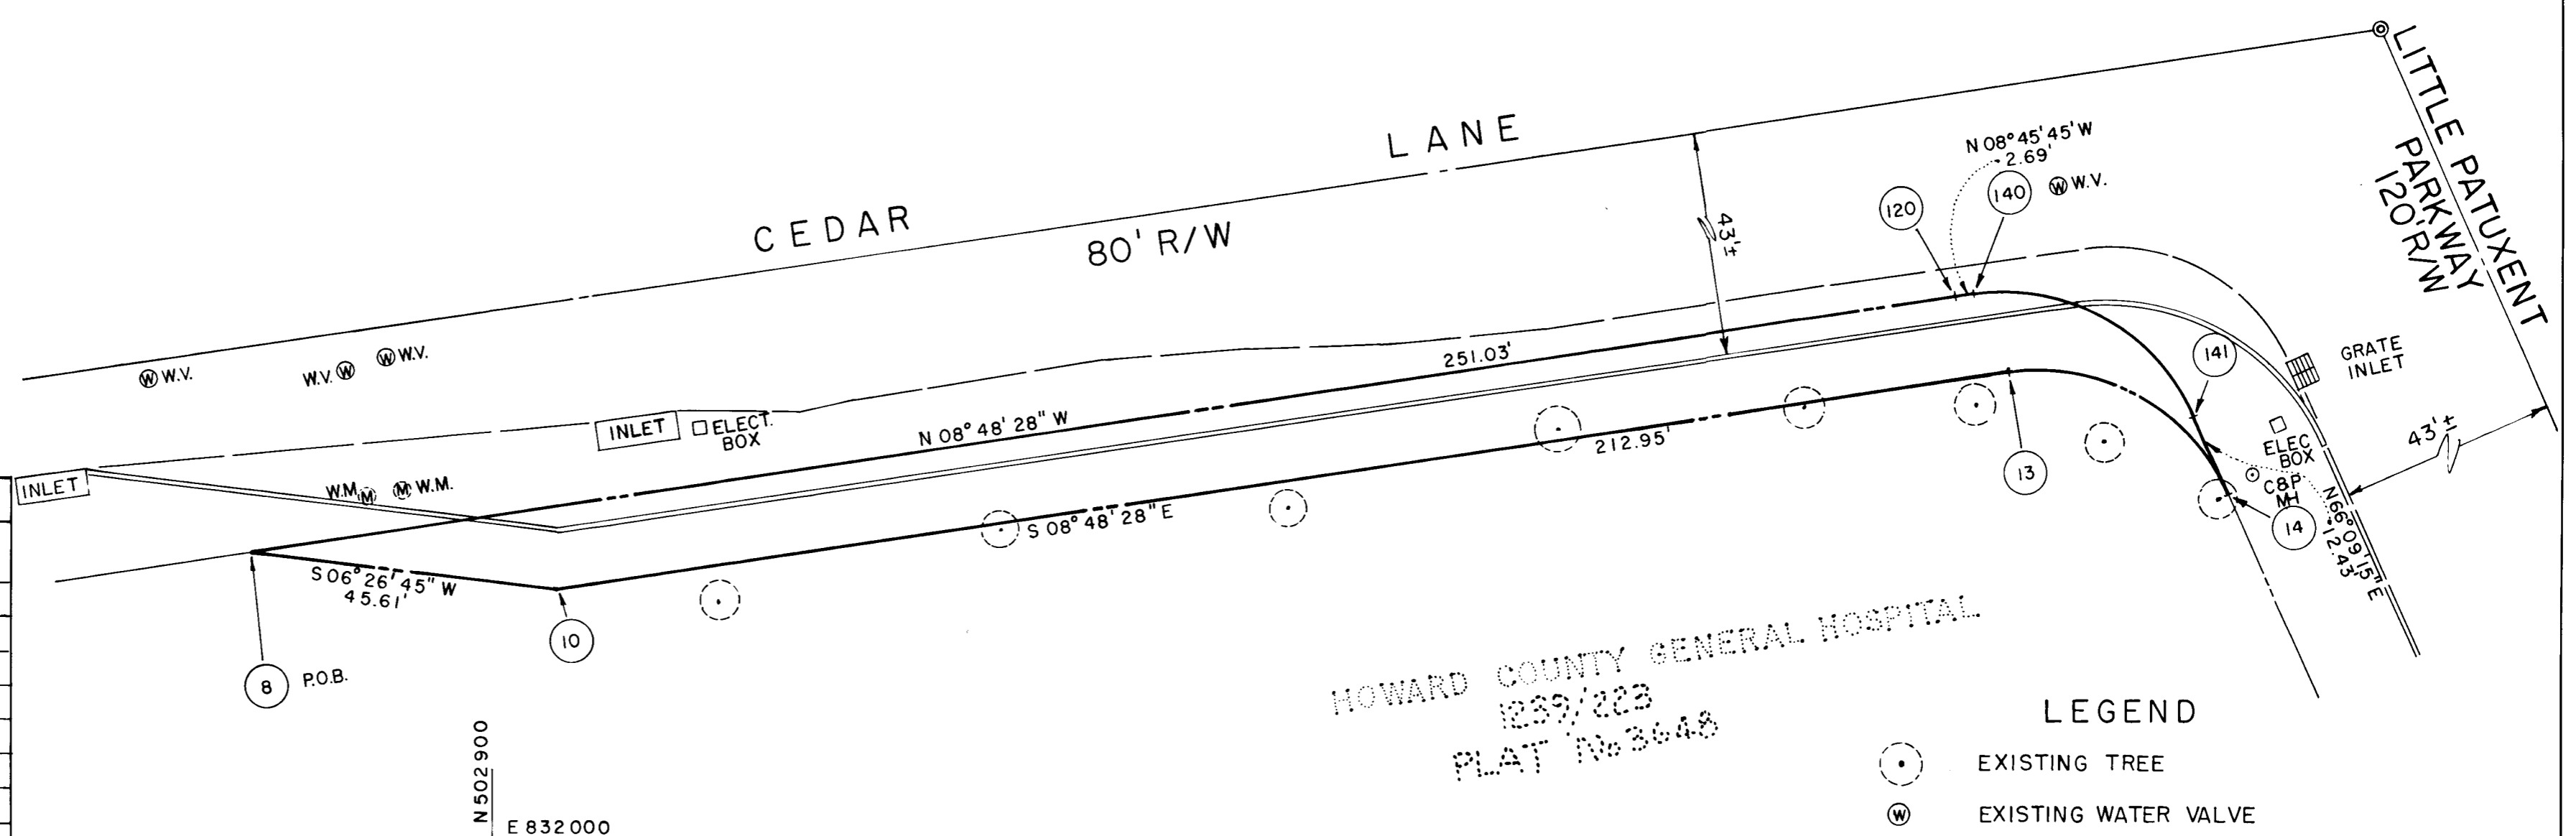 LITTLE PATUXENT
PARKWAY
120' R/W
CEDAR LANE
80' R/W
N 08° 45' 45" W
2.69'
120
140
W W.V.
43'±
W W.V.
W.V. W
W W.V.
251.03'
141
GRATE
INLET
INLET
ELECT.
BOX
N 08° 48' 28" W
212.95'
13
ELEC
BOX
C&P
MH
43'±
INLET
W.M. M
M W.M.
S 08° 48' 28" E
14
N66°09'15"E
12.43'
S 06° 26' 45" W
45.61'
10
8
P.O.B.
HOWARD COUNTY GENERAL HOSPITAL
1239/223
PLAT No 3648
N 502900
E 832000
LEGEND
EXISTING TREE
W EXISTING WATER VALVE